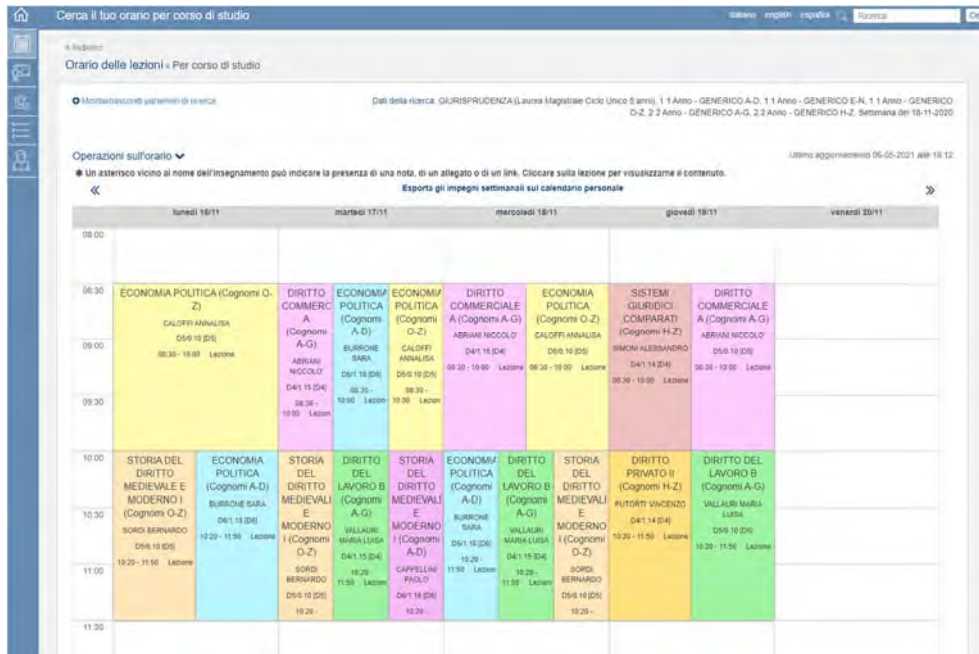 Cerca il tuo orario per corso di studio
italiano english español Ricerca
Orario delle lezioni » Per corso di studio
Mostra/nascondi parametri di ricerca
Dati della ricerca: GIURISPRUDENZA (Laurea Magistrale Ciclo Unico 5 anni), 1 1 Anno - GENERICO A-D, 1 1 Anno - GENERICO E-N, 1 1 Anno - GENERICO
O-Z, 2 2 Anno - GENERICO A-G, 2 2 Anno - GENERICO H-Z, Settimana del 18-11-2020
Operazioni sull'orario
Ultimo aggiornamento 06-05-2021 alle 18:12
✱ Un asterisco vicino al nome dell'insegnamento può indicare la presenza di una nota, di un allegato o di un link. Cliccare sulla lezione per visualizzarne il contenuto.
« Esporta gli impegni settimanali sul calendario personale »
lunedì 16/11 martedì 17/11 mercoledì 18/11 giovedì 19/11 venerdì 20/11
08:00
08:30
ECONOMIA POLITICA (Cognomi O-
Z)
CALOFFI ANNALISA
D5/0.10 [D5]
08:30 - 10:00 Lezione
DIRITTO
COMMERC
A
(Cognomi
A-G)
ABRIANI
NICCOLO'
D4/1.15 [D4]
08:30 -
10:00 Lezion
ECONOMIA
POLITICA
(Cognomi
A-D)
BURRONE
SARA
D6/1.18 [D6]
08:30 -
10:00 Lezion
ECONOMIA
POLITICA
(Cognomi
O-Z)
CALOFFI
ANNALISA
D5/0.10 [D5]
08:30 -
10:00 Lezion
DIRITTO
COMMERCIALE
A (Cognomi A-G)
ABRIANI NICCOLO'
D4/1.15 [D4]
08:30 - 10:00 Lezione
ECONOMIA
POLITICA
(Cognomi O-Z)
CALOFFI ANNALISA
D5/0.10 [D5]
08:30 - 10:00 Lezione
SISTEMI
GIURIDICI
COMPARATI
(Cognomi H-Z)
SIMONI ALESSANDRO
D4/1.14 [D4]
08:30 - 10:00 Lezione
DIRITTO
COMMERCIALE
A (Cognomi A-G)
ABRIANI NICCOLO'
D5/0.10 [D5]
08:30 - 10:00 Lezione
09:00
09:30
10:00
STORIA DEL
DIRITTO
MEDIEVALE E
MODERNO I
(Cognomi O-Z)
SORDI BERNARDO
D5/0.10 [D5]
10:20 - 11:50 Lezione
ECONOMIA
POLITICA
(Cognomi A-D)
BURRONE SARA
D6/1.18 [D6]
10:20 - 11:50 Lezione
STORIA
DEL
DIRITTO
MEDIEVALI
E
MODERNO
I (Cognomi
O-Z)
SORDI
BERNARDO
D5/0.10 [D5]
10:20 -
DIRITTO
DEL
LAVORO B
(Cognomi
A-G)
VALLAURI
MARIA LUISA
D4/1.15 [D4]
10:20 -
11:50 Lezione
STORIA
DEL
DIRITTO
MEDIEVALI
E
MODERNO
I (Cognomi
A-D)
CAPPELLINI
PAOLO
D6/1.18 [D6]
10:20 -
ECONOMIA
POLITICA
(Cognomi
A-D)
BURRONE
SARA
D6/1.18 [D6]
10:20 -
11:50 Lezione
DIRITTO
DEL
LAVORO B
(Cognomi
A-G)
VALLAURI
MARIA LUISA
D4/1.15 [D4]
10:20 -
11:50 Lezione
STORIA
DEL
DIRITTO
MEDIEVALI
E
MODERNO
I (Cognomi
O-Z)
SORDI
BERNARDO
D5/0.10 [D5]
10:20 -
DIRITTO
PRIVATO II
(Cognomi H-Z)
PUTORTI' VINCENZO
D4/1.14 [D4]
10:20 - 11:50 Lezione
DIRITTO DEL
LAVORO B
(Cognomi A-G)
VALLAURI MARIA
LUISA
D5/0.10 [D5]
10:20 - 11:50 Lezione
10:30
11:00
11:30